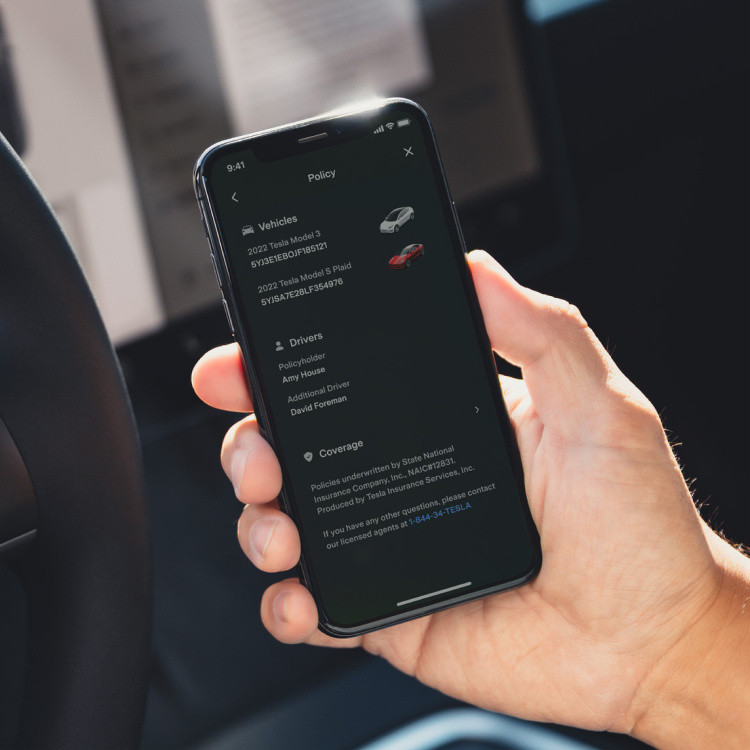 9:41
Policy
Vehicles
2022 Tesla Model 3
5YJ3E1EBOJF185121
2022 Tesla Model S Plaid
5YJSA7E28LF354976
Drivers
Policyholder
Amy House
Additional Driver
David Foreman
Coverage
Policies underwritten by State National
Insurance Company, Inc., NAIC#12831.
Produced by Tesla Insurance Services, Inc.
If you have any other questions, please contact
our licensed agents at 1-844-34-TESLA